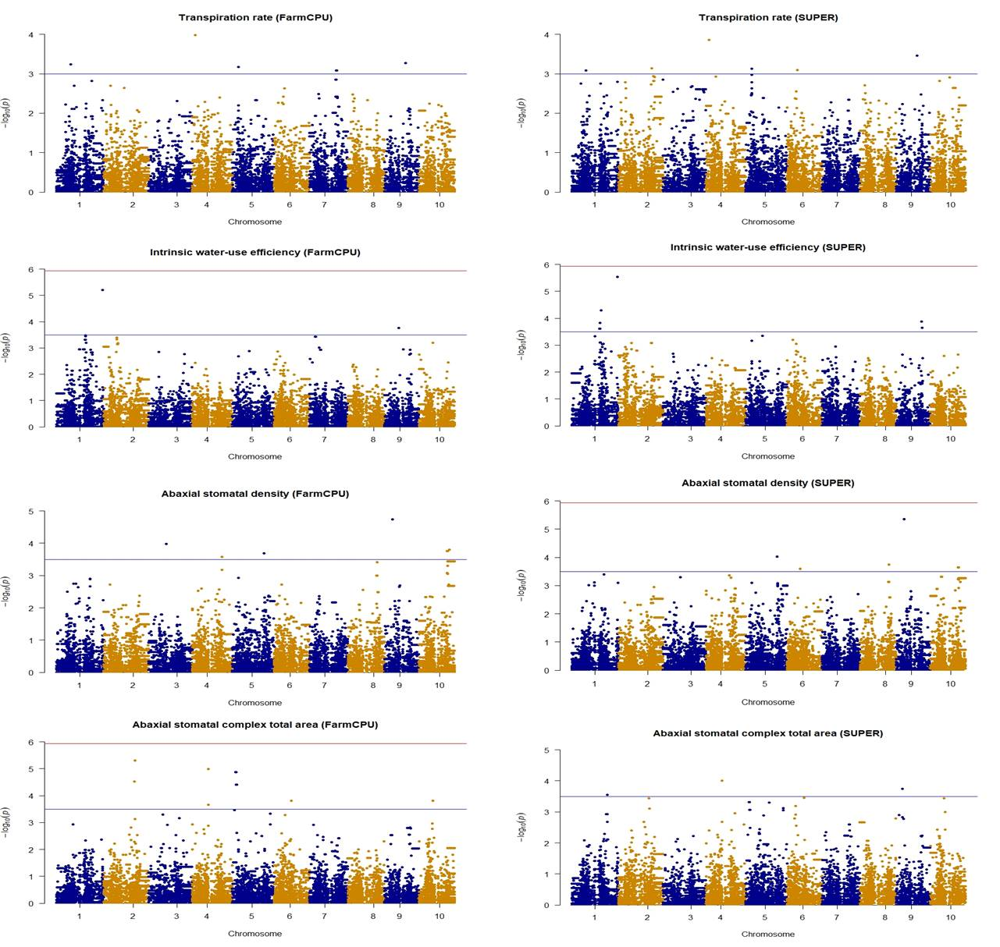 Transpiration rate (FarmCPU)
4
3
2
1
0
−log10(p)
1 2 3 4 5 6 7 8 9 10
Chromosome
Transpiration rate (SUPER)
4
3
2
1
0
−log10(p)
1 2 3 4 5 6 7 8 9 10
Chromosome
Intrinsic water-use efficiency (FarmCPU)
6
5
4
3
2
1
0
−log10(p)
1 2 3 4 5 6 7 8 9 10
Chromosome
Intrinsic water-use efficiency (SUPER)
6
5
4
3
2
1
0
−log10(p)
1 2 3 4 5 6 7 8 9 10
Chromosome
Abaxial stomatal density (FarmCPU)
5
4
3
2
1
0
−log10(p)
1 2 3 4 5 6 7 8 9 10
Chromosome
Abaxial stomatal density (SUPER)
6
5
4
3
2
1
0
−log10(p)
1 2 3 4 5 6 7 8 9 10
Chromosome
Abaxial stomatal complex total area (FarmCPU)
6
5
4
3
2
1
0
−log10(p)
1 2 3 4 5 6 7 8 9 10
Chromosome
Abaxial stomatal complex total area (SUPER)
5
4
3
2
1
0
−log10(p)
1 2 3 4 5 6 7 8 9 10
Chromosome